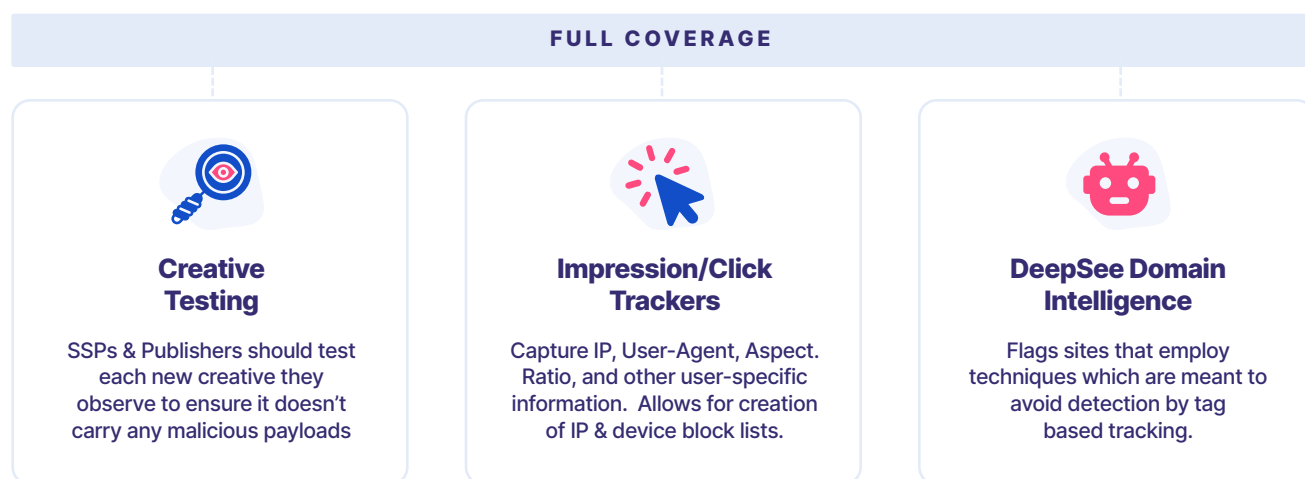 FULL COVERAGE
Creative
Testing
SSPs & Publishers should test
each new creative they
observe to ensure it doesn’t
carry any malicious payloads
Impression/Click
Trackers
Capture IP, User-Agent, Aspect.
Ratio, and other user-specific
information.  Allows for creation
of IP & device block lists.
DeepSee Domain
Intelligence
Flags sites that employ
techniques which are meant to
avoid detection by tag
based tracking.